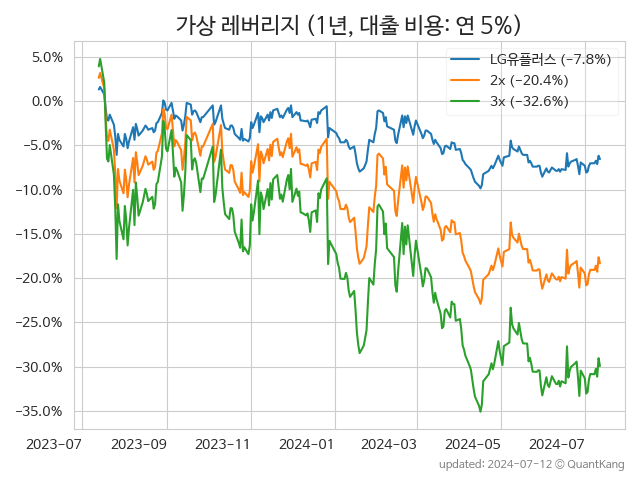 가상 레버리지 (1년, 대출 비용: 연 5%)
LG유플러스 (−7.8%)
2x (−20.4%)
3x (−32.6%)
5.0%
0.0%
−5.0%
−10.0%
−15.0%
−20.0%
−25.0%
−30.0%
−35.0%
2023-07 2023-09 2023-11 2024-01 2024-03 2024-05 2024-07
updated: 2024-07-12 © QuantKang